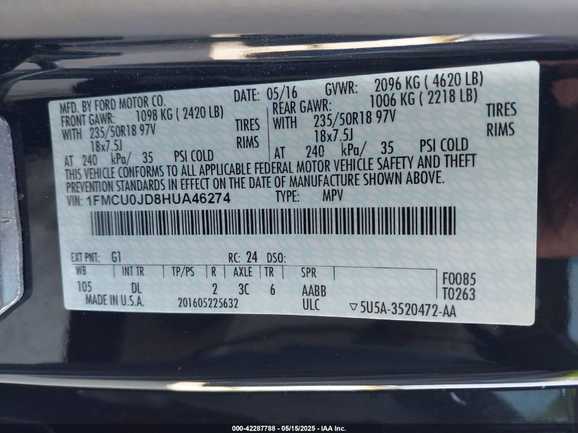 MFD. BY FORD MOTOR CO.
DATE: 05/16 GVWR: 2096 KG ( 4620 LB)
FRONT GAWR: 1098 KG ( 2420 LB) REAR GAWR: 1006 KG ( 2218 LB)
WITH 235/50R18 97V TIRES WITH 235/50R18 97V TIRES
18x7.5J 18x7.5J
AT 240 kPa/ 35 PSI COLD AT 240 kPa/ 35 PSI COLD
THIS VEHICLE CONFORMS TO ALL APPLICABLE FEDERAL MOTOR VEHICLE SAFETY AND THEFT
PREVENTION STANDARDS IN EFFECT ON THE DATE OF MANUFACTURE SHOWN ABOVE.
VIN: 1FMCU0JD8HUA46274 TYPE: MPV
EXT PNT: G1 RC: 24 DSO:
WB INT TR TP/PS R AXLE TR SPR F0085
105 DL 2 3C 6 AABB T0263
MADE IN U.S.A. 201605225632 ULC ▽5U5A-3520472-AA
000-42287788 - 05/15/2025 - IAA Inc.